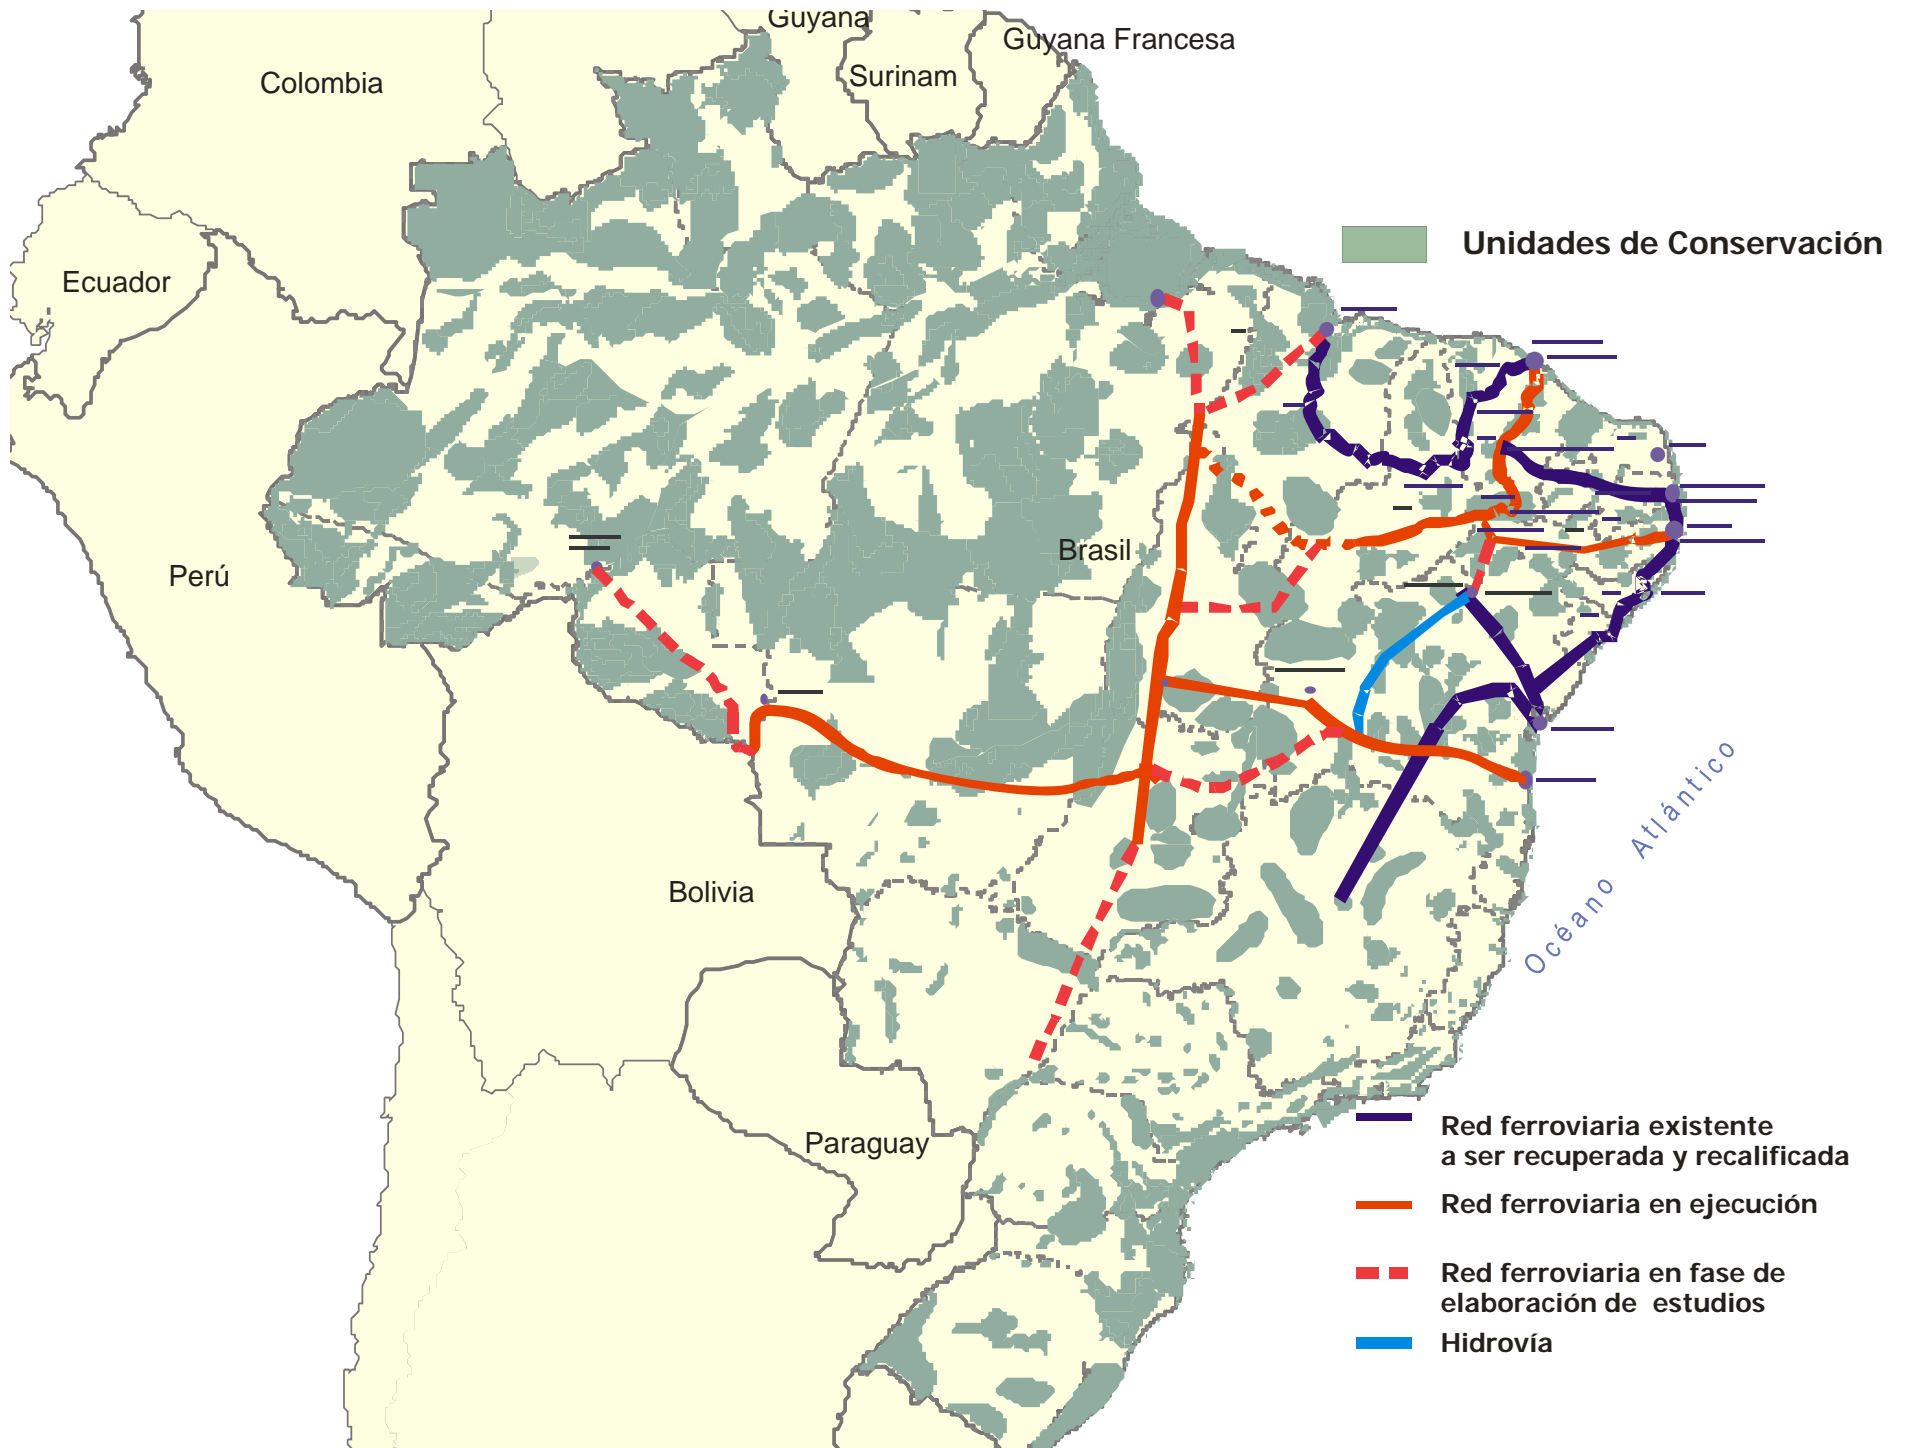 Guyana
Guyana Francesa
Colombia
Surinam
Unidades de Conservación
Ecuador
Brasil
Perú
Océano Atlántico
Bolivia
Paraguay
Red ferroviaria existente
a ser recuperada y recalificada
Red ferroviaria en ejecución
Red ferroviaria en fase de
elaboración de estudios
Hidrovía